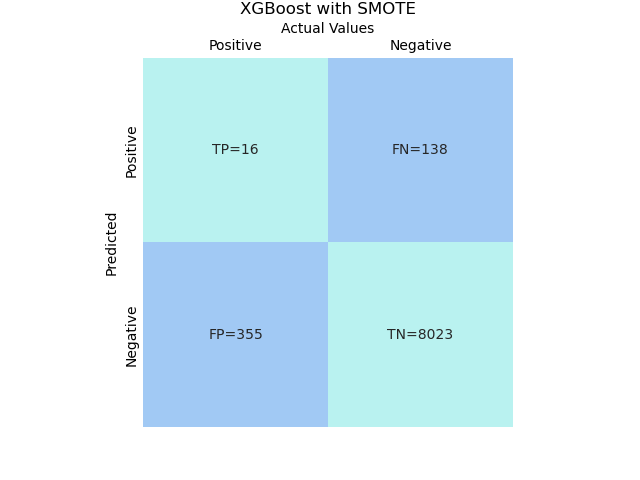 XGBoost with SMOTE
Actual Values
Positive Negative
Positive
TP=16 FN=138
Predicted
Negative
FP=355 TN=8023